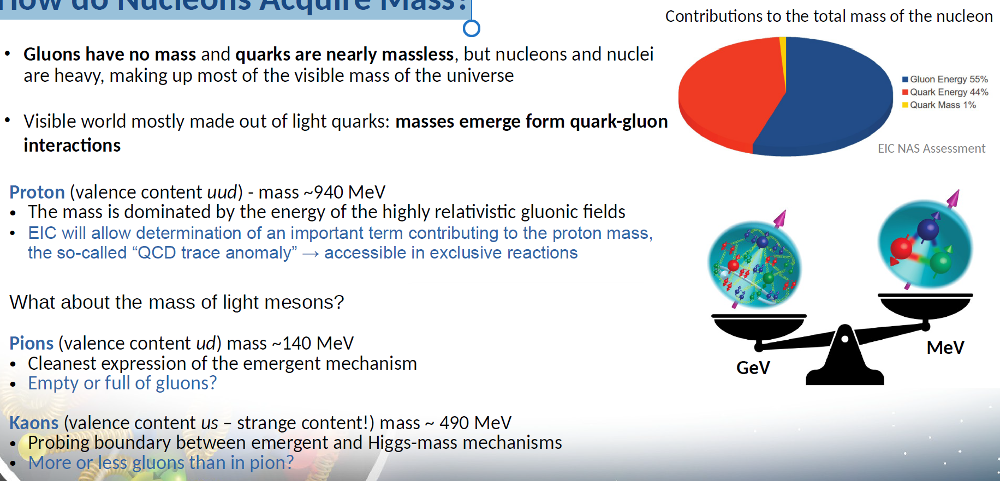 How do Nucleons Acquire Mass?
Contributions to the total mass of the nucleon
• Gluons have no mass and quarks are nearly massless, but nucleons and nuclei
are heavy, making up most of the visible mass of the universe
• Visible world mostly made out of light quarks: masses emerge form quark-gluon
interactions
Gluon Energy 55%
Quark Energy 44%
Quark Mass 1%
EIC NAS Assessment
Proton (valence content uud) - mass ~940 MeV
• The mass is dominated by the energy of the highly relativistic gluonic fields
• EIC will allow determination of an important term contributing to the proton mass,
the so-called “QCD trace anomaly” → accessible in exclusive reactions
What about the mass of light mesons?
Pions (valence content ud) mass ~140 MeV
• Cleanest expression of the emergent mechanism
• Empty or full of gluons?
Kaons (valence content us – strange content!) mass ~ 490 MeV
• Probing boundary between emergent and Higgs-mass mechanisms
• More or less gluons than in pion?
GeV
MeV